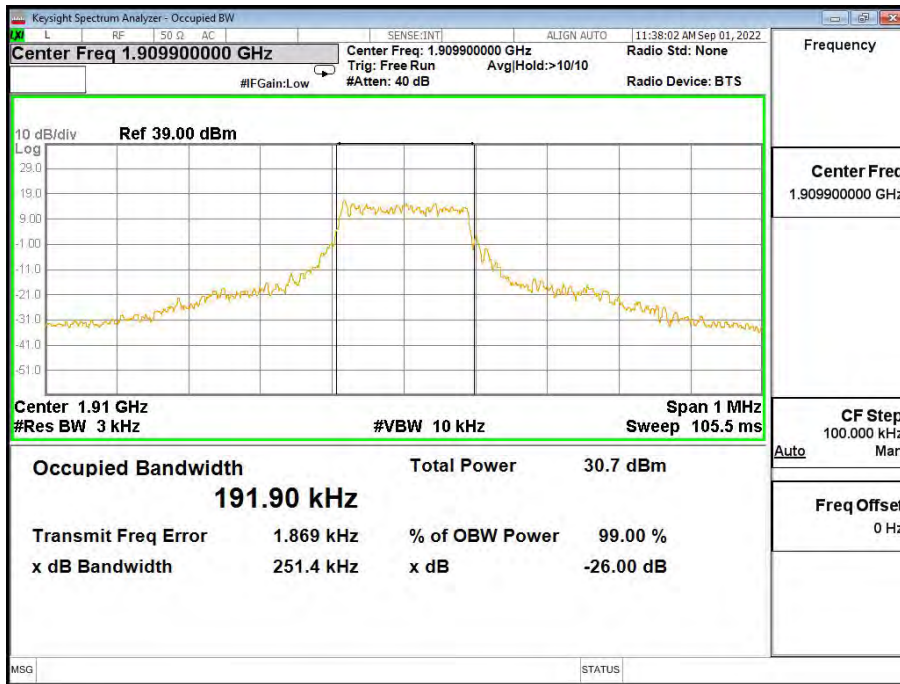 Keysight Spectrum Analyzer - Occupied BW
LXI L RF 50 Ω AC SENSE:INT ALIGN AUTO 11:38:02 AM Sep 01, 2022
Center Freq 1.909900000 GHz
Center Freq: 1.909900000 GHz
Radio Std: None
Trig: Free Run Avg|Hold:>10/10
#IFGain:Low #Atten: 40 dB Radio Device: BTS
Frequency
10 dB/div Ref 39.00 dBm
Log
29.0
19.0
9.00
-1.00
-11.0
-21.0
-31.0
-41.0
-51.0
Center 1.91 GHz Span 1 MHz
#Res BW 3 kHz #VBW 10 kHz Sweep 105.5 ms
Occupied Bandwidth Total Power 30.7 dBm
191.90 kHz
Transmit Freq Error 1.869 kHz % of OBW Power 99.00 %
x dB Bandwidth 251.4 kHz x dB -26.00 dB
Center Freq
1.909900000 GHz
CF Step
100.000 kHz
Auto Man
Freq Offset
0 Hz
MSG STATUS